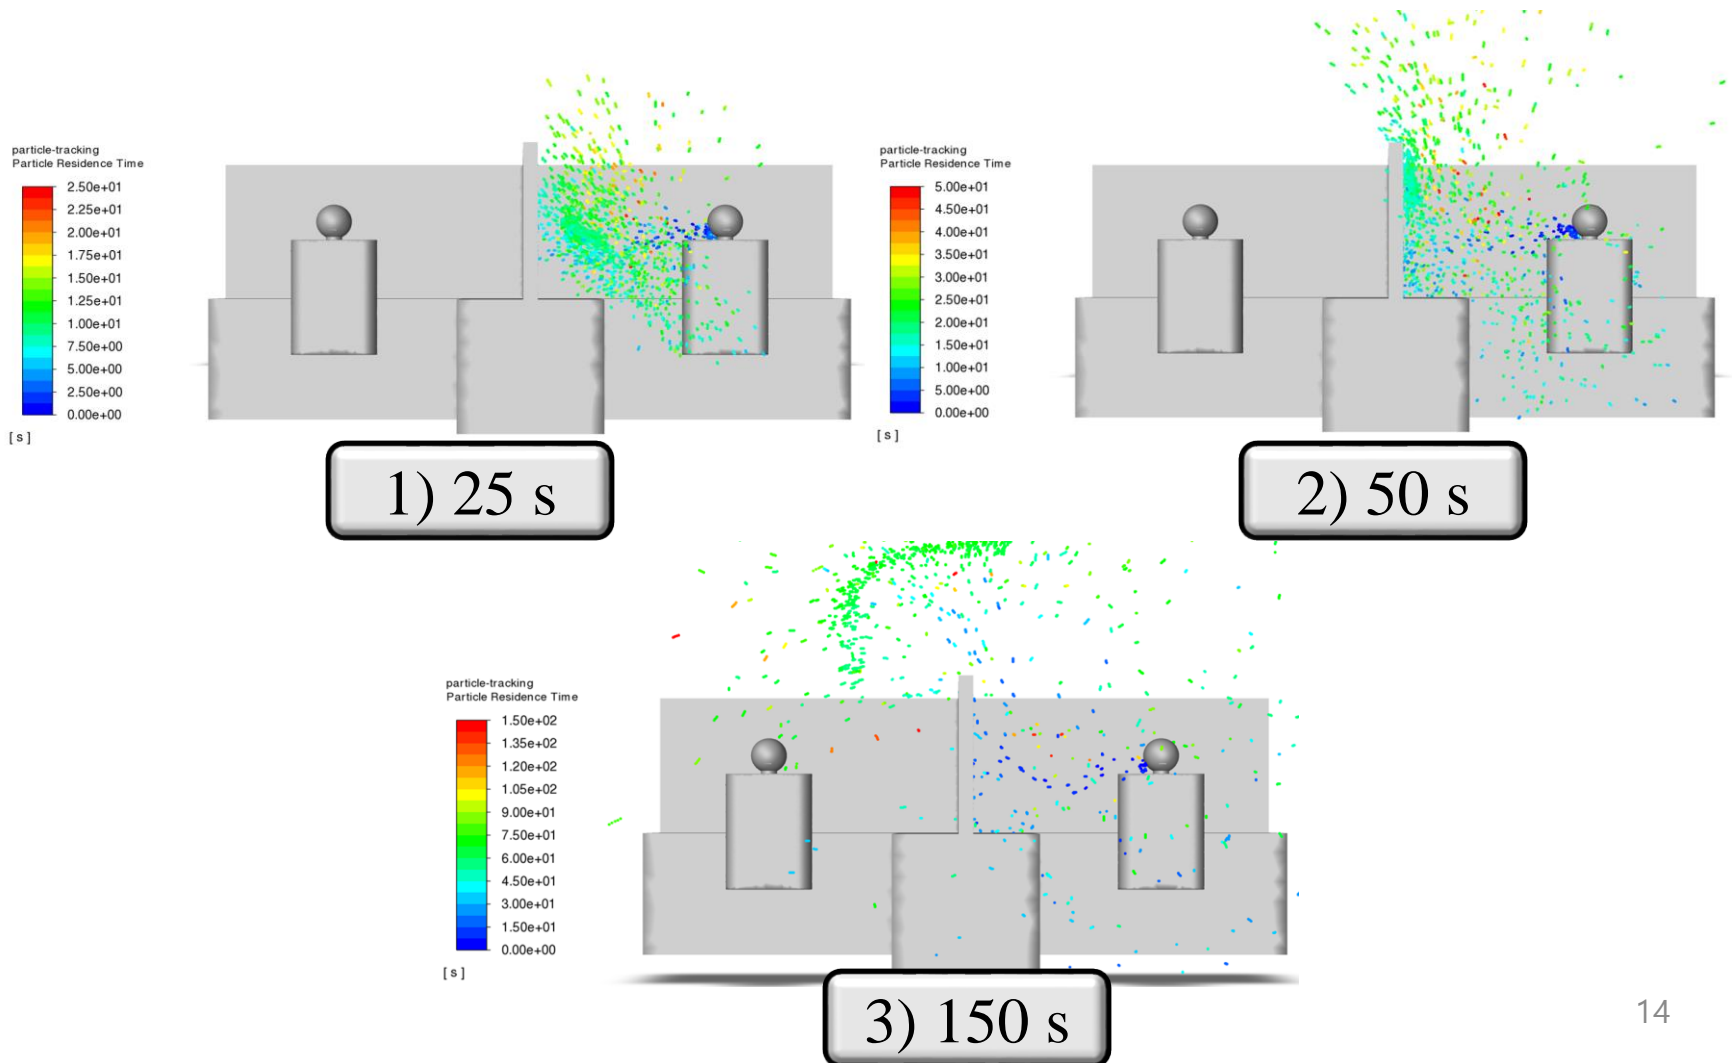 particle-tracking
Particle Residence Time
2.50e+01
2.25e+01
2.00e+01
1.75e+01
1.50e+01
1.25e+01
1.00e+01
7.50e+00
5.00e+00
2.50e+00
0.00e+00
[ s ]
1) 25 s
particle-tracking
Particle Residence Time
5.00e+01
4.50e+01
4.00e+01
3.50e+01
3.00e+01
2.50e+01
2.00e+01
1.50e+01
1.00e+01
5.00e+00
0.00e+00
[ s ]
2) 50 s
particle-tracking
Particle Residence Time
1.50e+02
1.35e+02
1.20e+02
1.05e+02
9.00e+01
7.50e+01
6.00e+01
4.50e+01
3.00e+01
1.50e+01
0.00e+00
[ s ]
3) 150 s
14